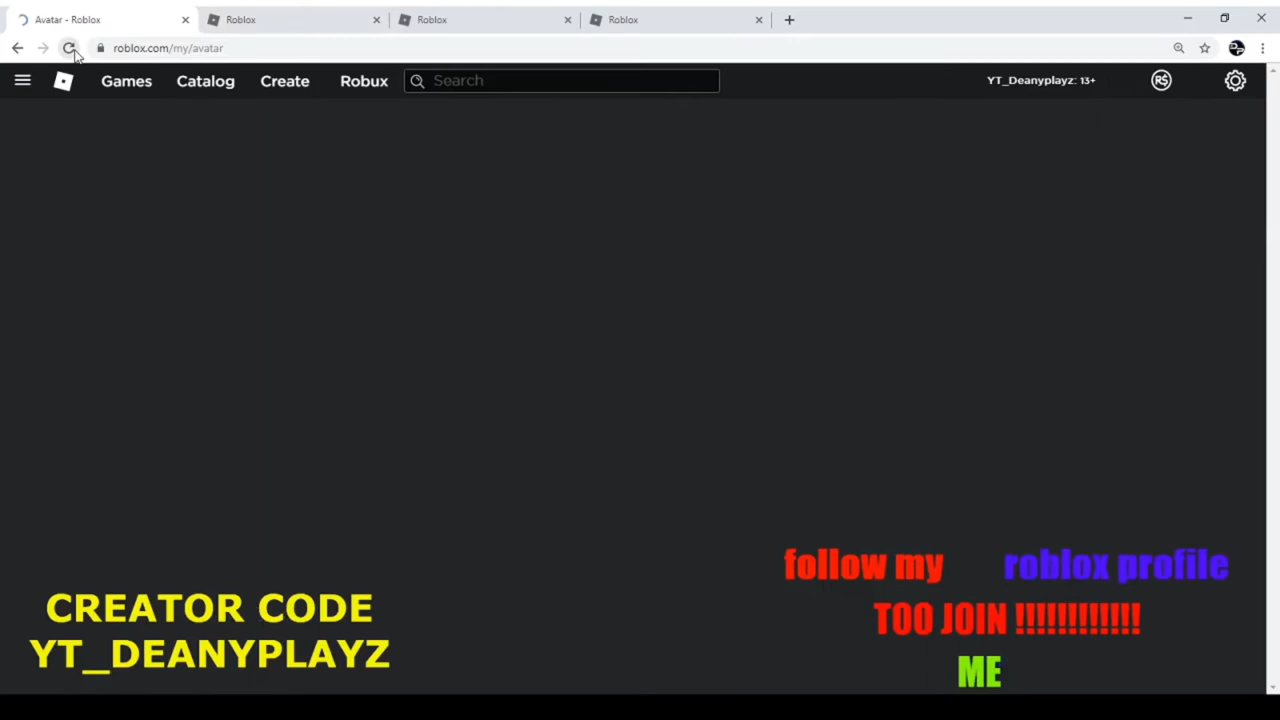 Avatar - Roblox Roblox Roblox Roblox
roblox.com/my/avatar
Games Catalog Create Robux Search YT_Deanyplayz: 13+
follow my roblox profile
TOO JOIN !!!!!!!!!!!!
ME
CREATOR CODE
YT_DEANYPLAYZ